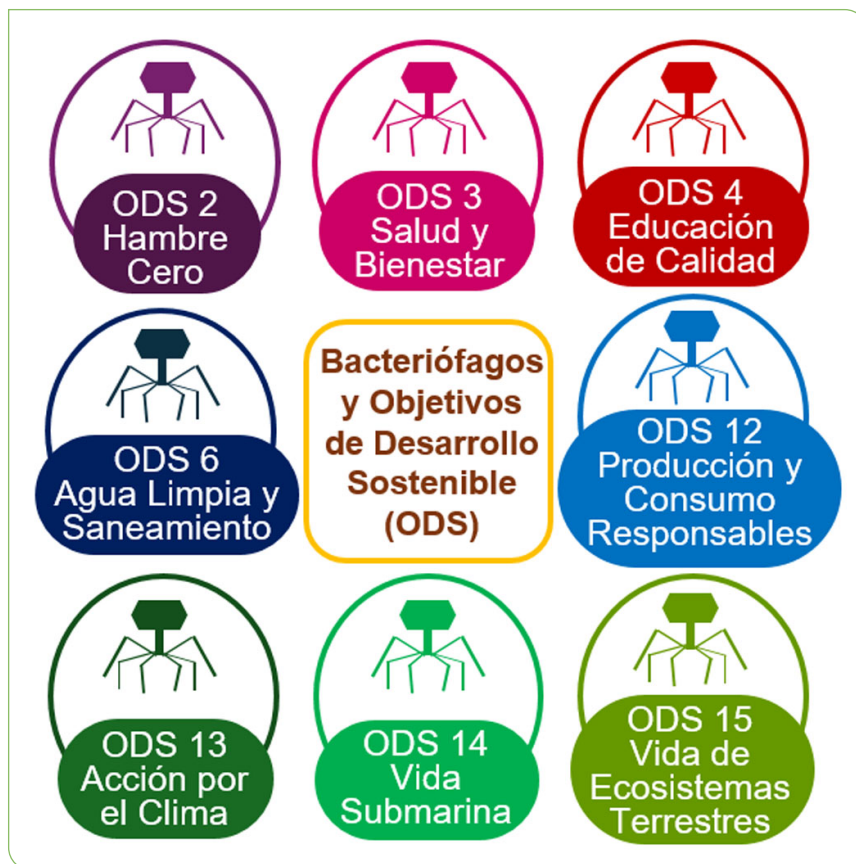 ODS 2
Hambre
Cero
ODS 3
Salud y
Bienestar
ODS 4
Educación
de Calidad
ODS 6
Agua Limpia y
Saneamiento
Bacteriófagos
y Objetivos
de Desarrollo
Sostenible
(ODS)
ODS 12
Producción y
Consumo
Responsables
ODS 13
Acción por
el Clima
ODS 14
Vida
Submarina
ODS 15
Vida de
Ecosistemas
Terrestres